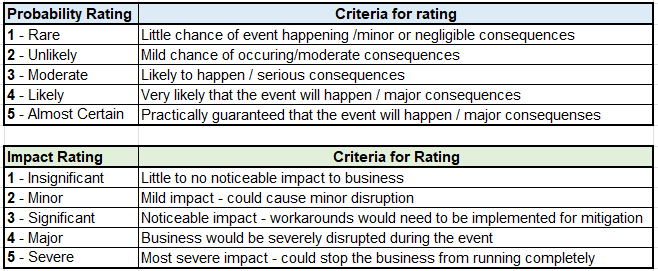 Probability Rating Criteria for rating
1 - Rare Little chance of event happening /minor or negligible consequences
2 - Unlikely Mild chance of occuring/moderate consequences
3 - Moderate Likely to happen / serious consequences
4 - Likely Very likely that the event will happen / major consequences
5 - Almost Certain Practically guaranteed that the event will happen / major consequenses
Impact Rating Criteria for Rating
1 - Insignificant Little to no noticeable impact to business
2 - Minor Mild impact - could cause minor disruption
3 - Significant Noticeable impact - workarounds would need to be implemented for mitigation
4 - Major Business would be severely disrupted during the event
5 - Severe Most severe impact - could stop the business from running completely